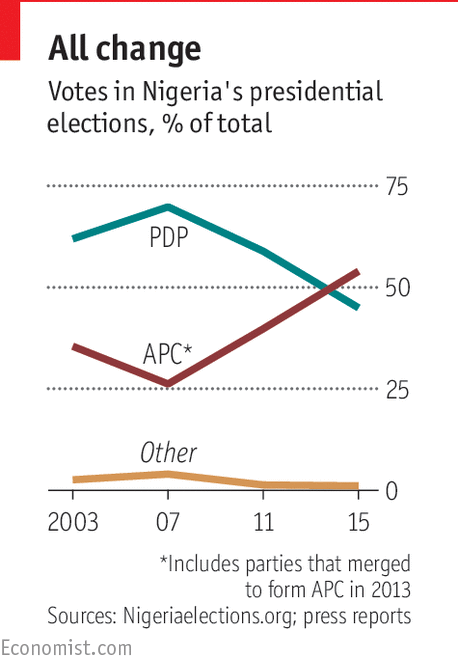 All change
Votes in Nigeria's presidential
elections, % of total
75
PDP
50
APC*
25
Other
0
2003 07 11 15
*Includes parties that merged
to form APC in 2013
Sources: Nigeriaelections.org; press reports
Economist.com